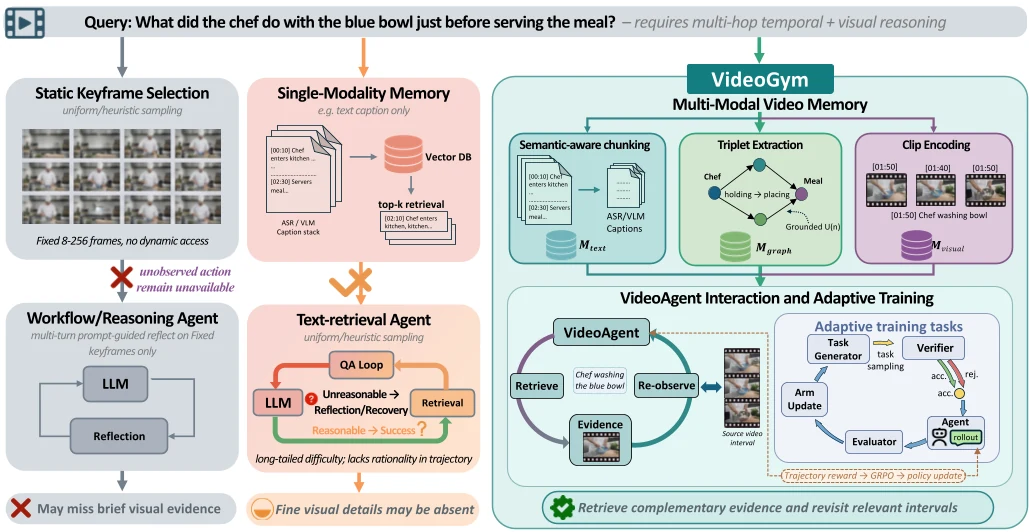 Query: What did the chef do with the blue bowl just before serving the meal? – requires multi-hop temporal + visual reasoning
Static Keyframe Selection
uniform/heuristic sampling
Fixed 8-256 frames, no dynamic access
unobserved action
remain unavailable
Workflow/Reasoning Agent
multi-turn prompt-guided reflect on Fixed
keyframes only
LLM
Reflection
May miss brief visual evidence
Single-Modality Memory
e.g. text caption only
[00:10] Chef
enters kitchen ...
...
[02:30] Servers
meal...
ASR / VLM
Caption stack
Vector DB
top-k retrieval
[02:10] Chef enters
kitchen, kitchen...
Text-retrieval Agent
uniform/heuristic sampling
QA Loop
LLM
?
Unreasonable →
Reflection/Recovery
Retrieval
Reasonable → Success ?
long-tailed difficulty; lacks rationality in trajectory
Fine visual details may be absent
VideoGym
Multi-Modal Video Memory
Semantic-aware chunking
[00:10] Chef
enters kitchen ...
...
[02:30] Servers
meal...
ASR/VLM
Captions
M text
Triplet Extraction
Chef
Meal
holding → placing
Grounded U(n)
M graph
Clip Encoding
[01:50] [01:40] [01:50]
[01:50] Chef washing bowl
M visual
VideoAgent Interaction and Adaptive Training
VideoAgent
Retrieve
Chef washing
the blue bowl
Re-observe
Evidence
Source video
interval
Adaptive training tasks
Task
Generator
task
sampling
Verifier
acc.
rej.
acc.
Arm
Update
Evaluator
Agent
rollout
Trajectory reward → GRPO → policy update
Retrieve complementary evidence and revisit relevant intervals